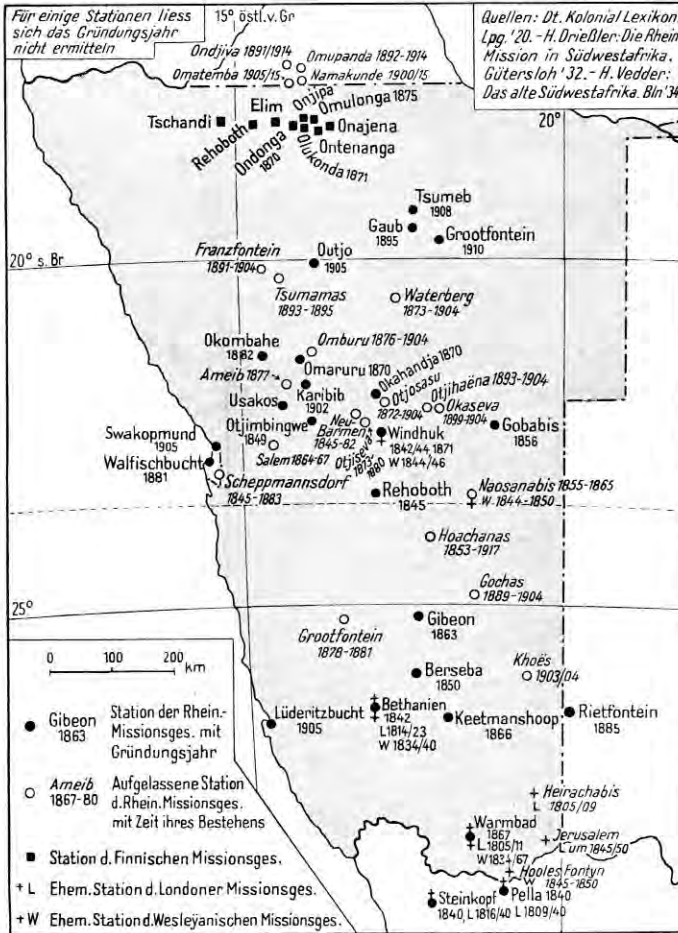 Für einige Stationen liess
sich das Gründungsjahr
nicht ermitteln
15° östl.v.Gr
Quellen: Dt. Kolonial Lexikon.
Lpg.'20.-H.Drießler: Die Rhein.
Mission in Südwestafrika.
Gütersloh '32.-H. Vedder:
Das alte Südwestafrika. Bln'34
Ondjiva 1891/1914
Omupanda 1892-1914
Omatemba 1905/15
Namakunde 1900/15
20°
Tschandi
Rehoboth
Elim
Ondonga
1870
Onjipa
Omulonga 1875
Onajena
Ontenanga
Olukonda 1871
Tsumeb
1908
Gaub
1895
Grootfontein
1910
20° s. Br
Franzfontein
1891-1904
Outjo
1905
Tsumamas
1893-1895
Waterberg
1873-1904
Okombahe
1882
Omburu 1876-1904
Omaruru 1870
Ameib 1877
Karibib
1902
Usakos
Okahandja 1870
Otjosasu
1872-1904
Otjihaëna 1893-1904
Okaseva
1899-1904
Gobabis
1856
Otjimbingwe
1849
Neu-
Barmen
1845-82
Otjiseva
1873-
1880
Windhuk
1842/44 1871
W 1844/46
Swakopmund
1905
Walfischbucht
1881
Salem 1864-67
Scheppmannsdorf
1845-1883
Rehoboth
1845
Naosanabis 1855-1865
W. 1844-1850
Hoachanas
1853-1917
Gochas
1889-1904
25°
Gibeon
1863
Grootfontein
1878-1881
Berseba
1850
Khoës
1903/04
0 100 200
km
Lüderitzbucht
1905
Bethanien
1842
L 1814/23
W 1834/40
Keetmanshoop
1866
Rietfontein
1885
Heirachabis
L 1805/09
Warmbad
1867
L 1805/11
W 1834/67
Jerusalem
L um 1845/50
Hooles Fontyn
W 1845-1850
Steinkopf
1840, L 1816/40
Pella 1840
L 1809/40
Gibeon
1863
Station der Rhein.-
Missionsges. mit
Gründungsjahr
Ameib
1867-80
Aufgelassene Station
d.Rhein.Missionsges.
mit Zeit ihres Bestehens
Station d. Finnischen Missionsges.
L Ehem.Station d.Londoner Missionsges.
W Ehem.Station d.Wesleyänischen Missionsges.